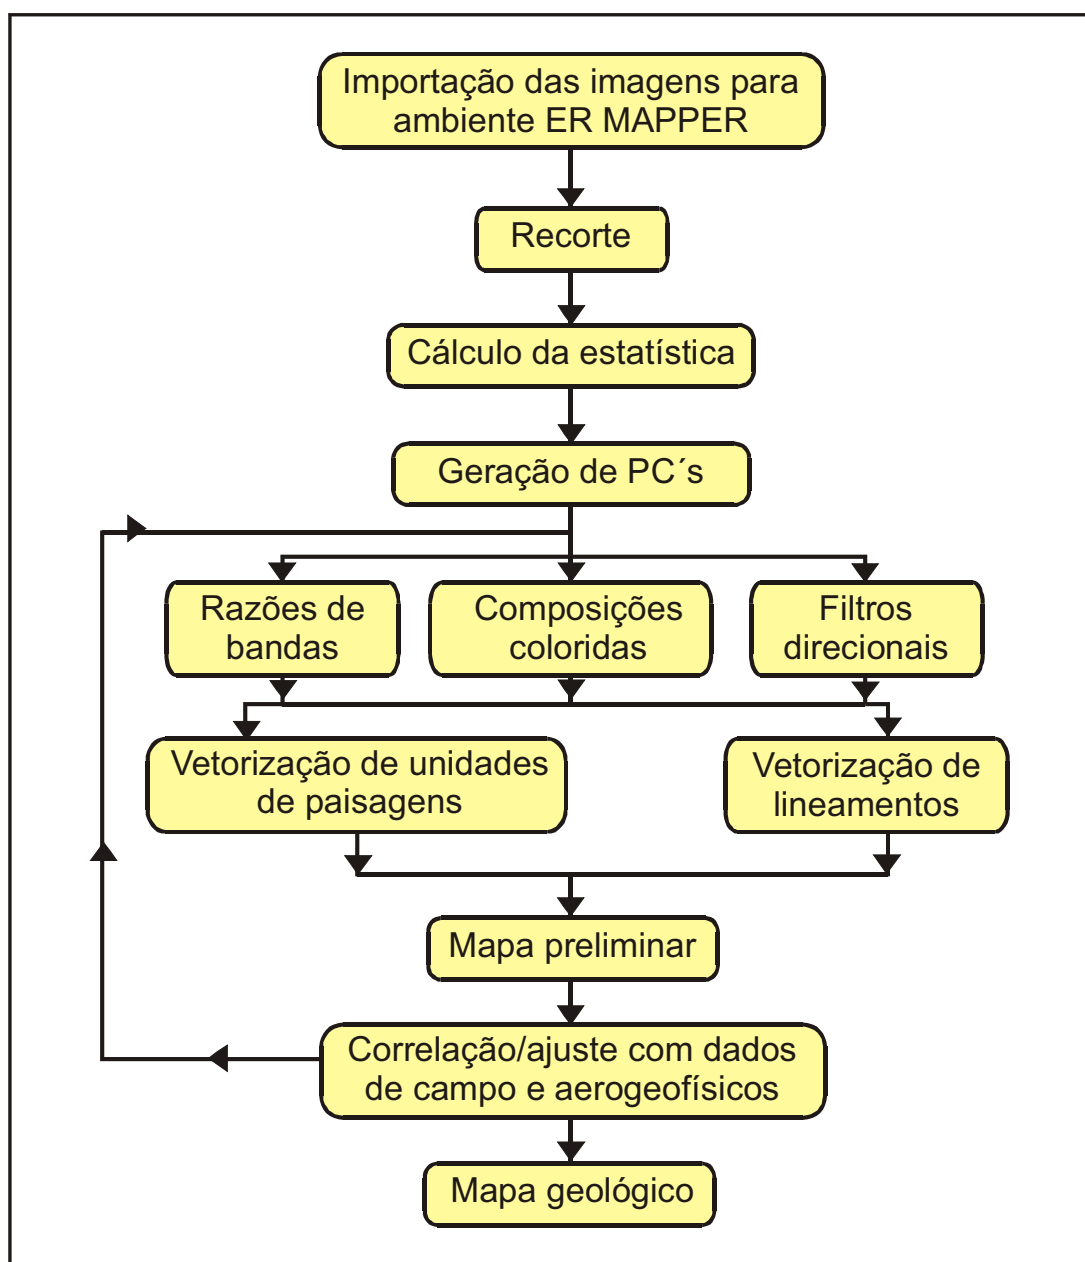 Importação das imagens para
ambiente ER MAPPER
Recorte
Cálculo da estatística
Geração de PC´s
Razões de
bandas
Composições
coloridas
Filtros
direcionais
Vetorização de unidades
de paisagens
Vetorização de
lineamentos
Mapa preliminar
Correlação/ajuste com dados
de campo e aerogeofísicos
Mapa geológico